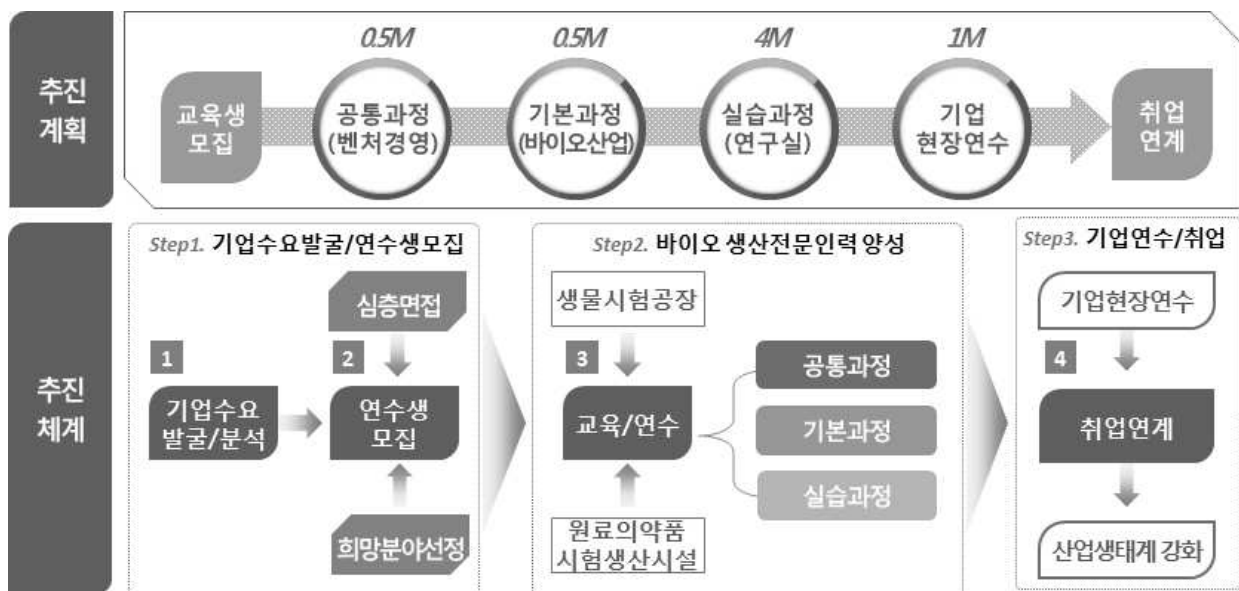 추진
계획
0.5M
0.5M
4M
1M
교육생
모집
공통과정
(벤처경영)
기본과정
(바이오산업)
실습과정
(연구실)
기업
현장연수
취업
연계
추진
체계
Step1. 기업수요발굴/연수생모집
심층면접
1
2
기업수요
발굴/분석
연수생
모집
희망분야선정
Step2. 바이오 생산전문인력 양성
생물시험공장
3
교육/연수
공통과정
기본과정
실습과정
원료의약품
시험생산시설
Step3. 기업연수/취업
기업현장연수
4
취업연계
산업생태계 강화